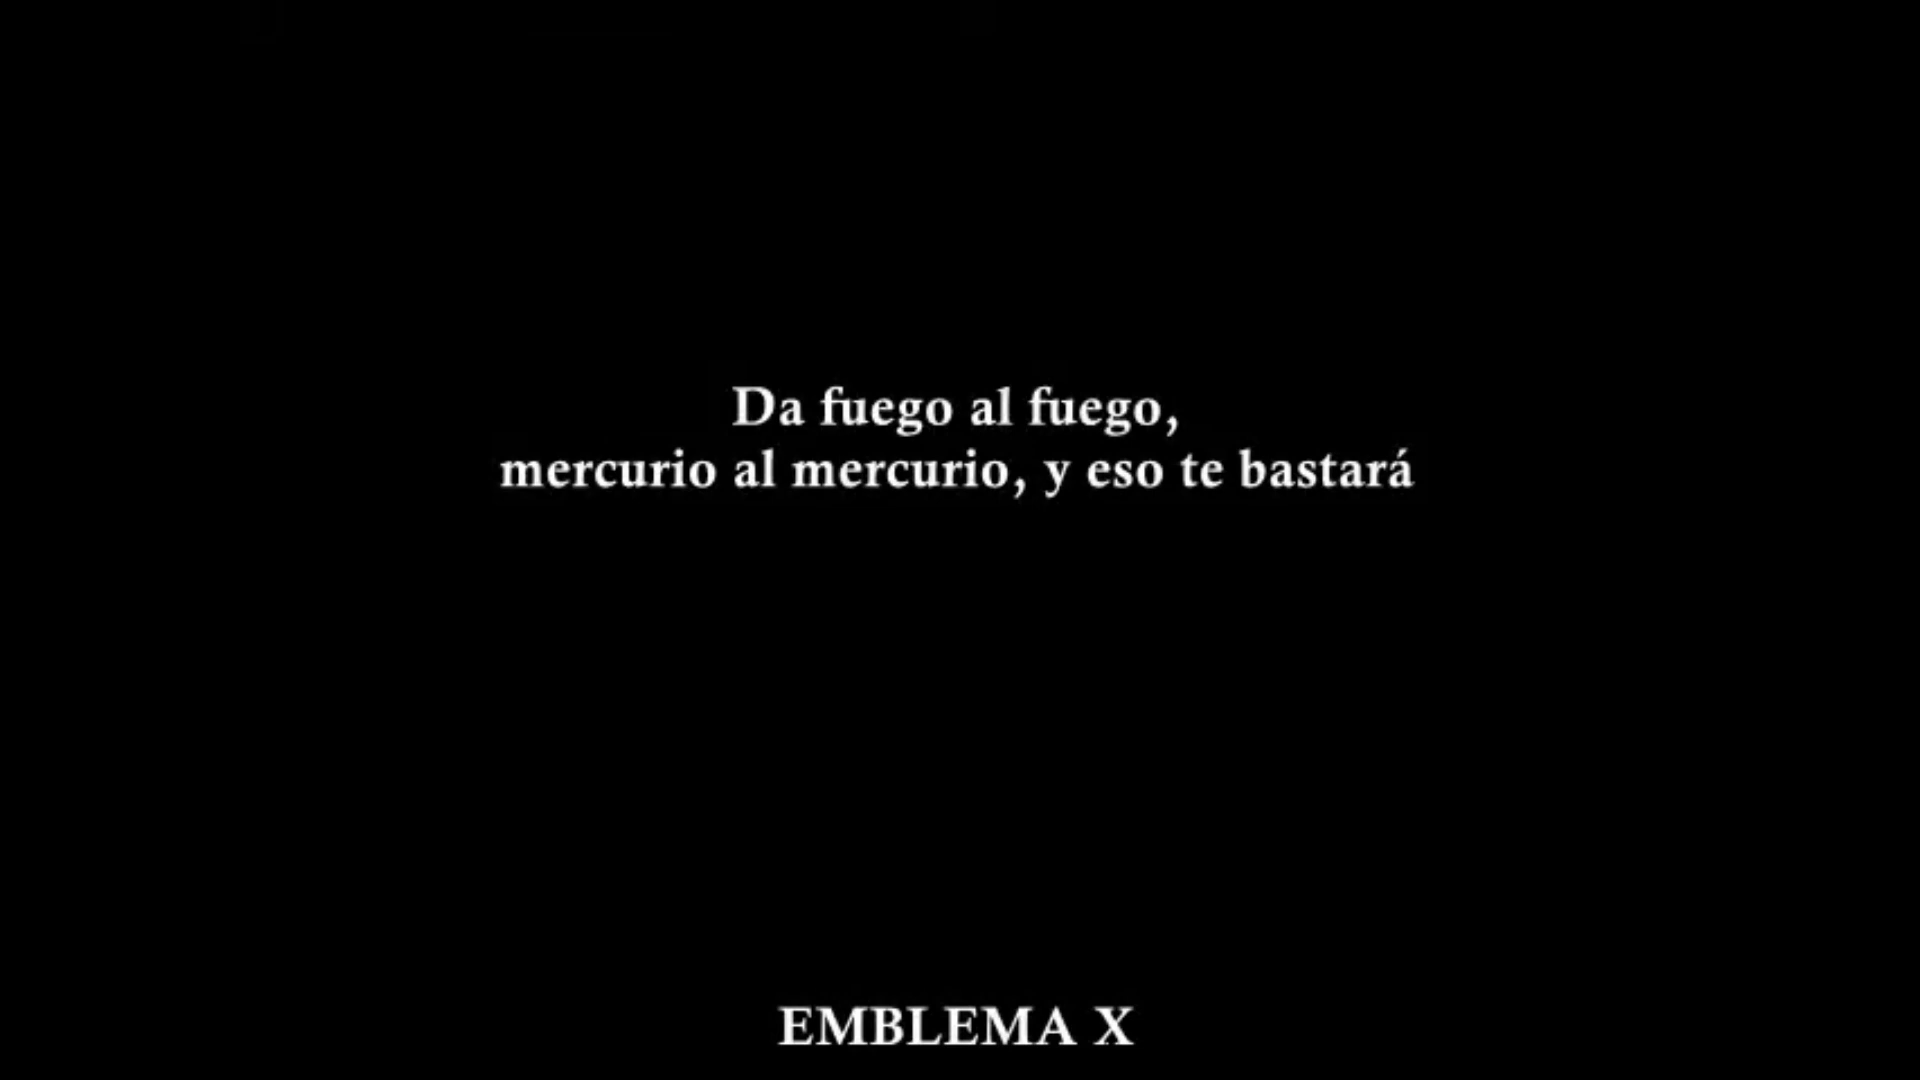 Da fuego al fuego,
mercurio al mercurio, y eso te bastará
EMBLEMA X